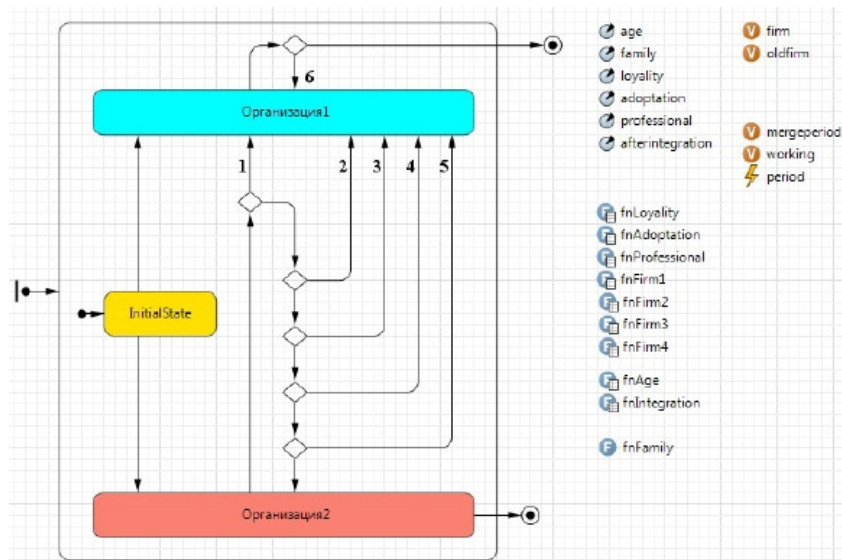 6
Организация1
1
2
3
4
5
InitialState
Организация2
age
family
loyality
adoptation
professional
afterintegration
V firm
V oldfirm
V mergeperiod
V working
period
F fnLoyality
F fnAdoptation
F fnProfessional
F fnFirm1
F fnFirm2
F fnFirm3
F fnFirm4
F fnAge
F fnIntegration
F fnFamily